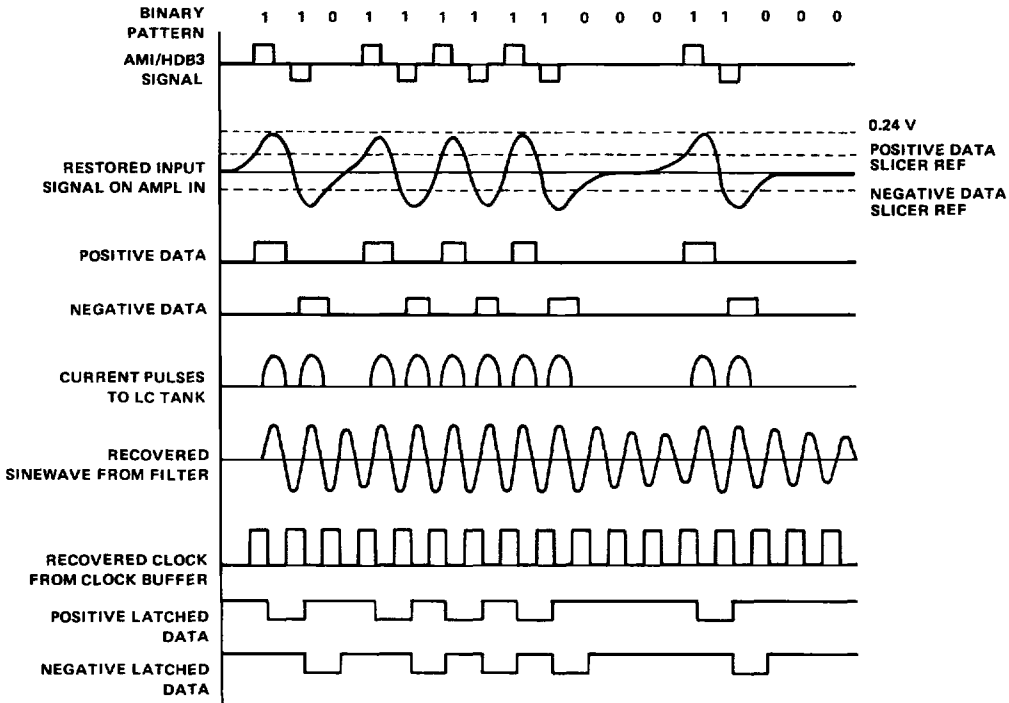 BINARY PATTERN 1 1 0 1 1 1 1 1 1 0 0 0 1 1 0 0 0
AMI/HDB3
SIGNAL
0.24 V
POSITIVE DATA
SLICER REF
RESTORED INPUT
SIGNAL ON AMPL IN
NEGATIVE DATA
SLICER REF
POSITIVE DATA
NEGATIVE DATA
CURRENT PULSES
TO LC TANK
RECOVERED
SINEWAVE FROM FILTER
RECOVERED CLOCK
FROM CLOCK BUFFER
POSITIVE LATCHED
DATA
NEGATIVE LATCHED
DATA